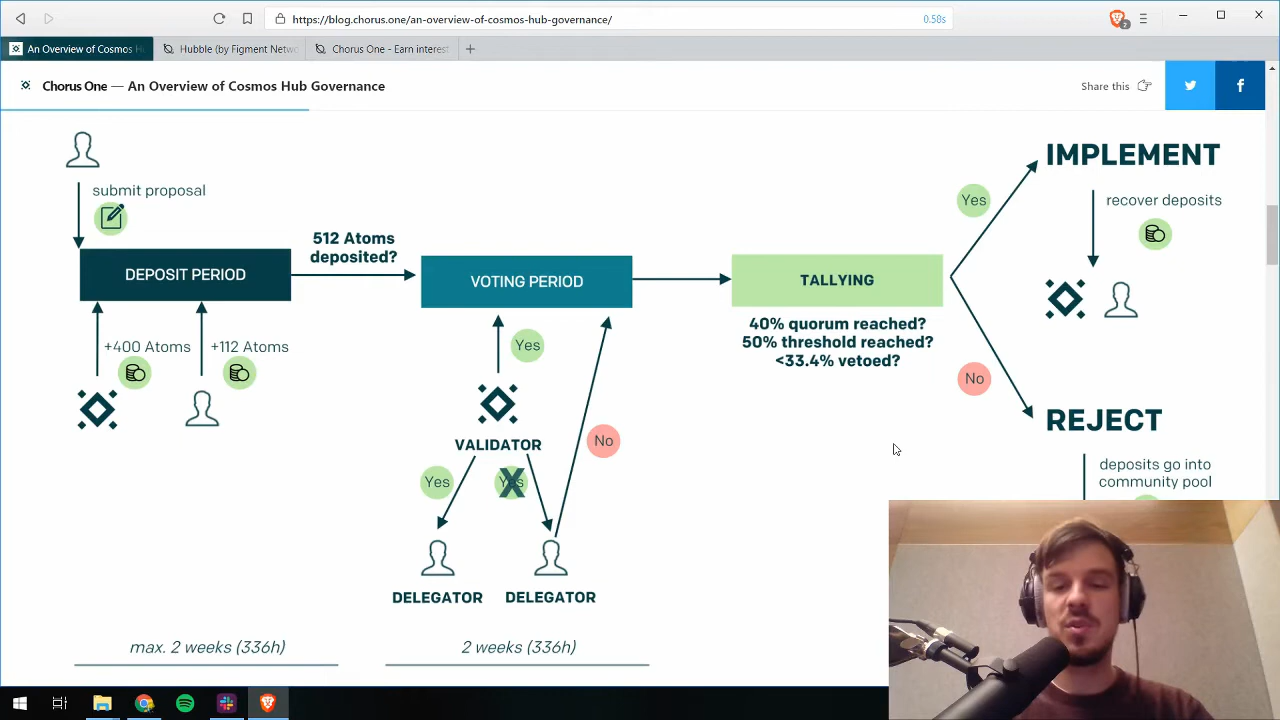 https://blog.chorus.one/an-overview-of-cosmos-hub-governance/
0.50s
2
An Overview of Cosmos H
Hubble (by Figment Netwo
Chorus One - Earn interest
Chorus One — An Overview of Cosmos Hub Governance
Share this
submit proposal
DEPOSIT PERIOD
+400 Atoms
+112 Atoms
512 Atoms
deposited?
VOTING PERIOD
Yes
VALIDATOR
Yes
Yes
X
No
DELEGATOR
DELEGATOR
TALLYING
40% quorum reached?
50% threshold reached?
<33.4% vetoed?
Yes
IMPLEMENT
recover deposits
No
REJECT
deposits go into
community pool
max. 2 weeks (336h)
2 weeks (336h)